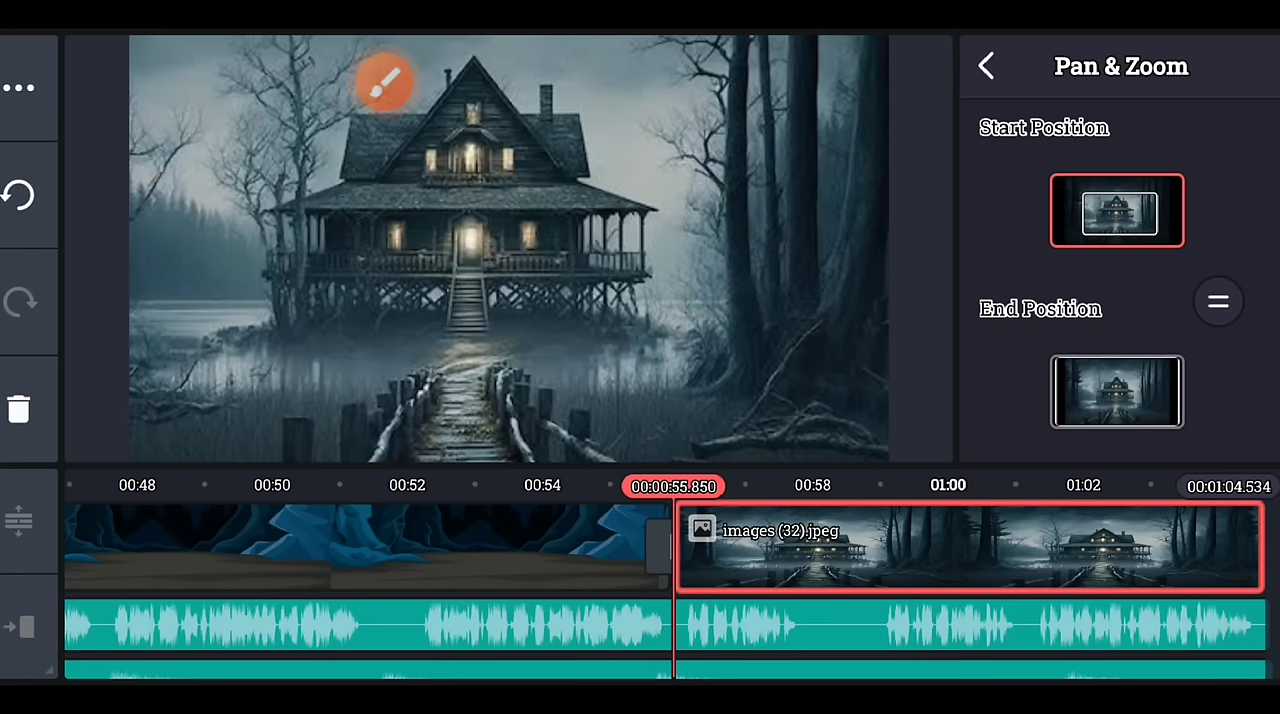 Pan & Zoom
Start Position
End Position
00:48
00:50
00:52
00:54
00:00:55.850
00:58
01:00
01:02
00:01:04.534
images (32).jpeg